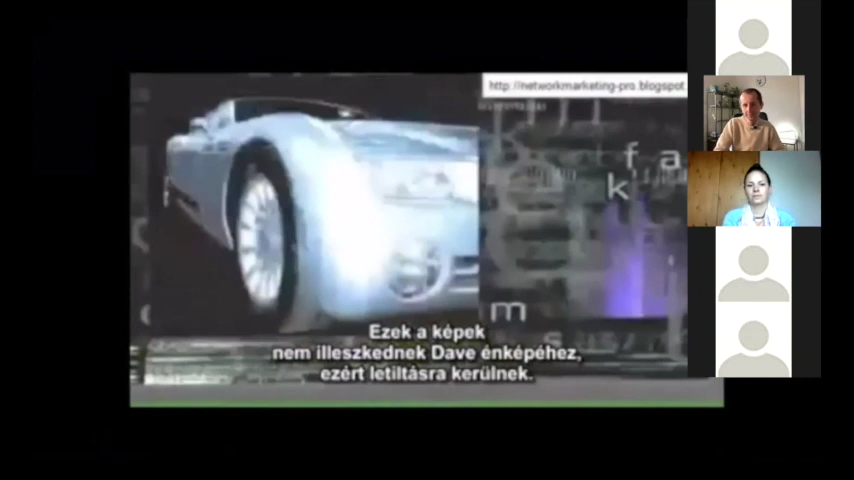 http://networkmarketing-pro.blogspot
f a
k
m
s
Ezek a képek
nem illeszkednek Dave énképéhez,
ezért letiltásra kerülnek.